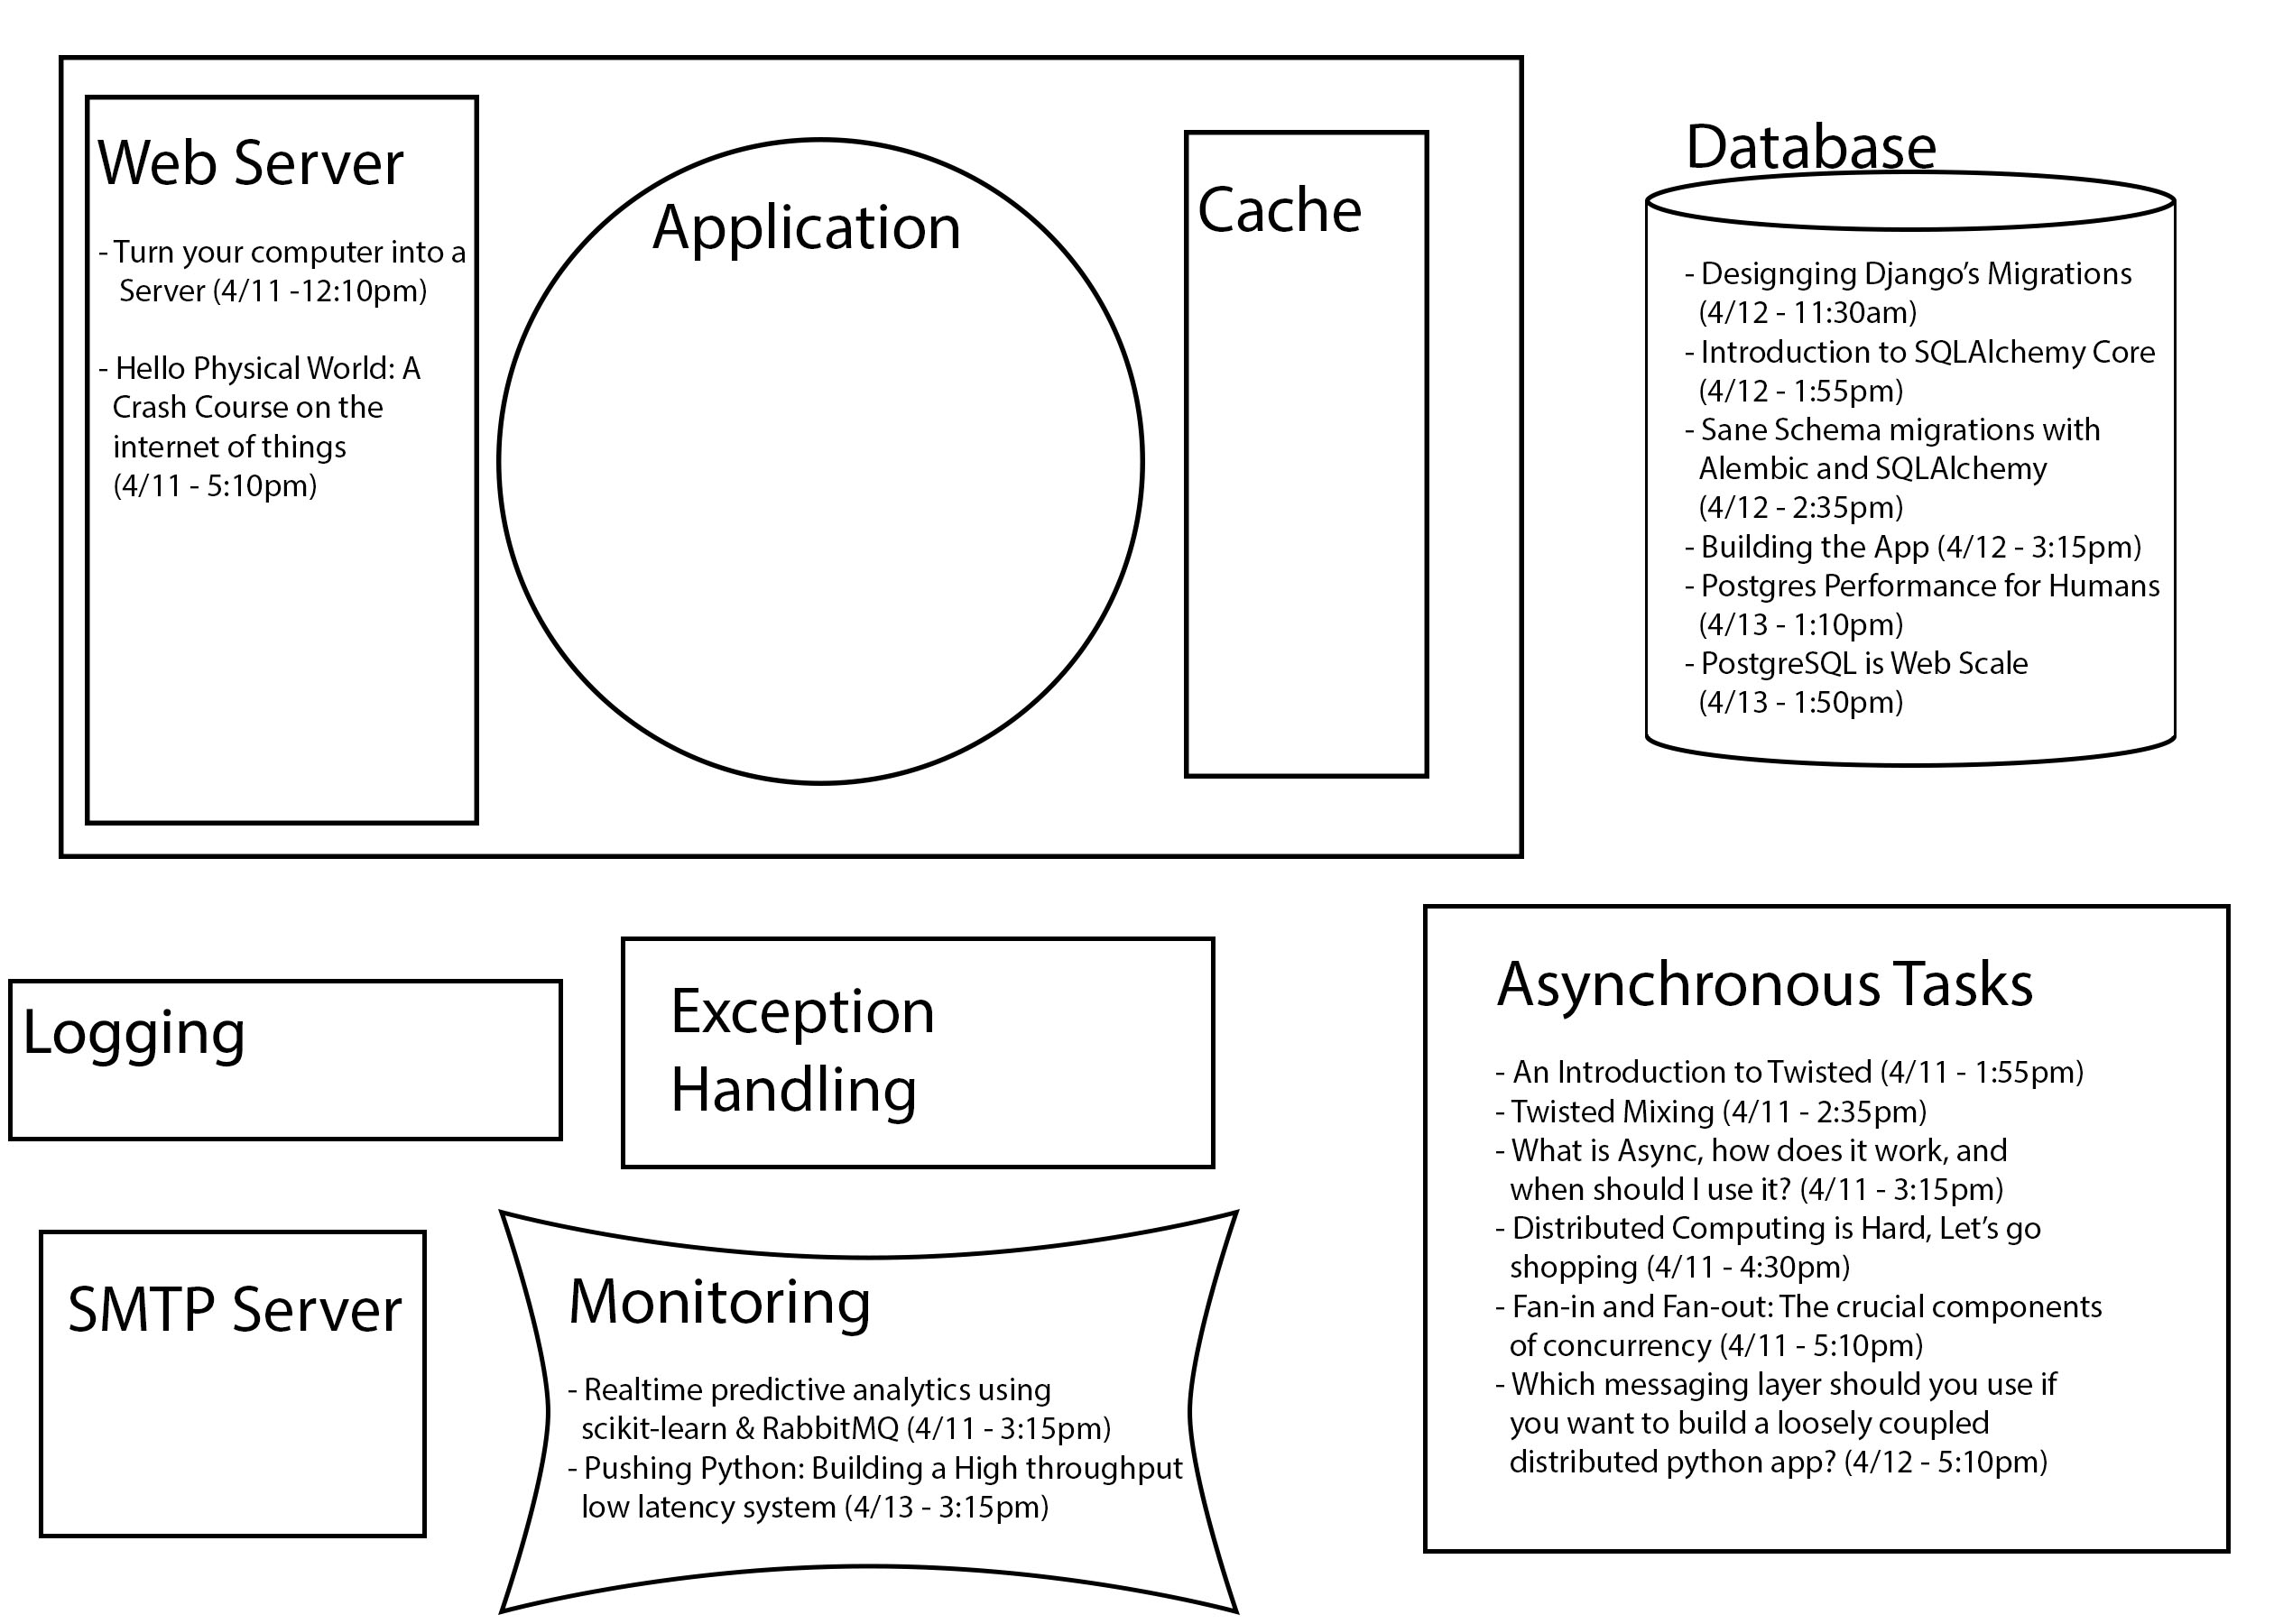 Web Server
- Turn your computer into a
Server (4/11 -12:10pm)
- Hello Physical World: A
Crash Course on the
internet of things
(4/11 - 5:10pm)
Application
Cache
Database
- Designging Django’s Migrations
(4/12 - 11:30am)
- Introduction to SQLAlchemy Core
(4/12 - 1:55pm)
- Sane Schema migrations with
Alembic and SQLAlchemy
(4/12 - 2:35pm)
- Building the App (4/12 - 3:15pm)
- Postgres Performance for Humans
(4/13 - 1:10pm)
- PostgreSQL is Web Scale
(4/13 - 1:50pm)
Logging
Exception
Handling
SMTP Server
Monitoring
- Realtime predictive analytics using
scikit-learn & RabbitMQ (4/11 - 3:15pm)
- Pushing Python: Building a High throughput
low latency system (4/13 - 3:15pm)
Asynchronous Tasks
- An Introduction to Twisted (4/11 - 1:55pm)
- Twisted Mixing (4/11 - 2:35pm)
- What is Async, how does it work, and
when should I use it? (4/11 - 3:15pm)
- Distributed Computing is Hard, Let’s go
shopping (4/11 - 4:30pm)
- Fan-in and Fan-out: The crucial components
of concurrency (4/11 - 5:10pm)
- Which messaging layer should you use if
you want to build a loosely coupled
distributed python app? (4/12 - 5:10pm)